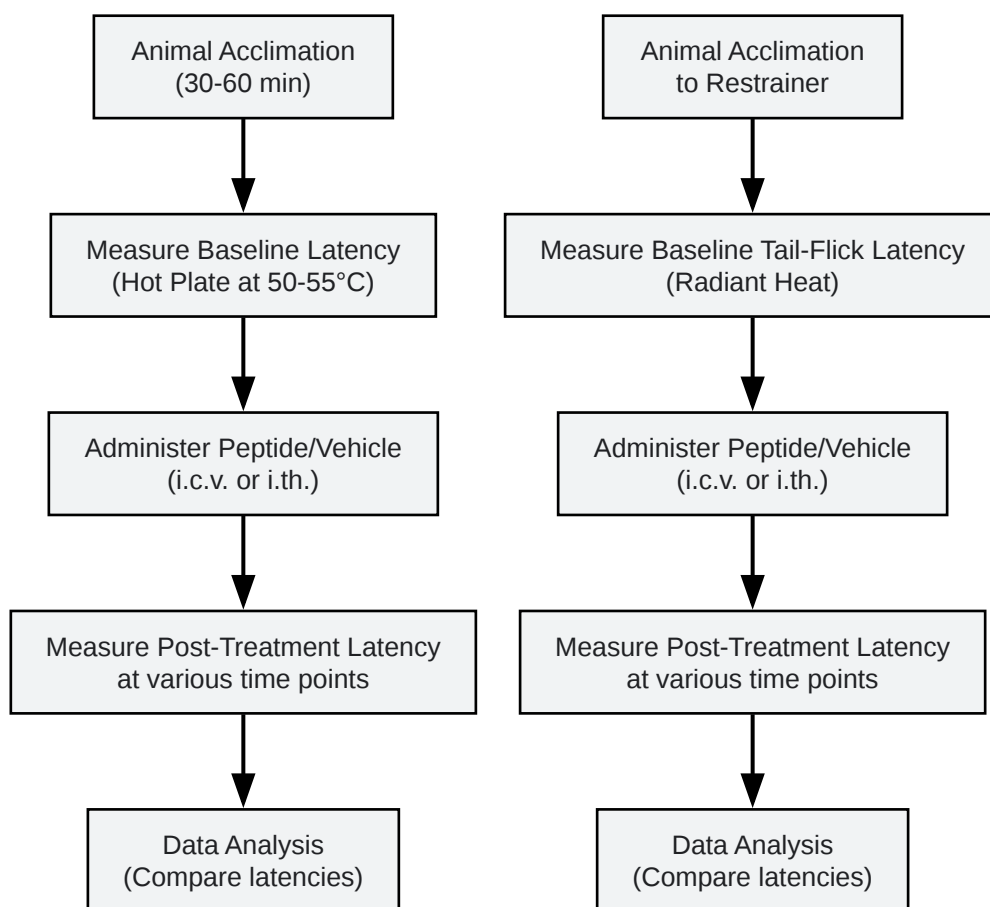 Animal Acclimation
(30-60 min)
Measure Baseline Latency
(Hot Plate at 50-55°C)
Administer Peptide/Vehicle
(i.c.v. or i.th.)
Measure Post-Treatment Latency
at various time points
Data Analysis
(Compare latencies)
Animal Acclimation
to Restrainer
Measure Baseline Tail-Flick Latency
(Radiant Heat)
Administer Peptide/Vehicle
(i.c.v. or i.th.)
Measure Post-Treatment Latency
at various time points
Data Analysis
(Compare latencies)